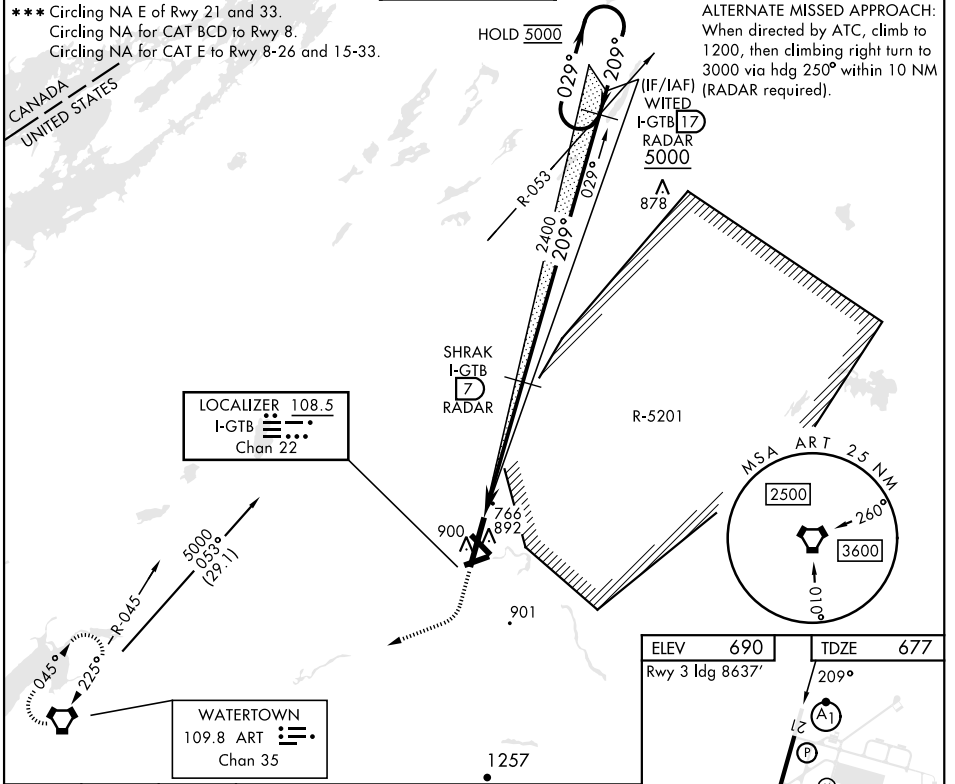 *** Circling NA E of Rwy 21 and 33.
Circling NA for CAT BCD to Rwy 8.
Circling NA for CAT E to Rwy 8-26 and 15-33.
CANADA
UNITED STATES
HOLD 5000
029°
209°
ALTERNATE MISSED APPROACH:
When directed by ATC, climb to
1200, then climbing right turn to
3000 via hdg 250° within 10 NM
(RADAR required).
(IF/IAF)
WITED
I-GTB 17
RADAR
5000
R-053
029°
2400
209°
878
SHRAK
I-GTB
7
RADAR
R-5201
LOCALIZER 108.5
I-GTB
Chan 22
MSA ART 25 NM
2500
260°
3600
010°
766
900
892
901
5000
053°
(29.1)
R-045
045°
225°
WATERTOWN
109.8 ART
Chan 35
1257
ELEV 690
TDZE 677
Rwy 3 ldg 8637'
209°
21
A1
P